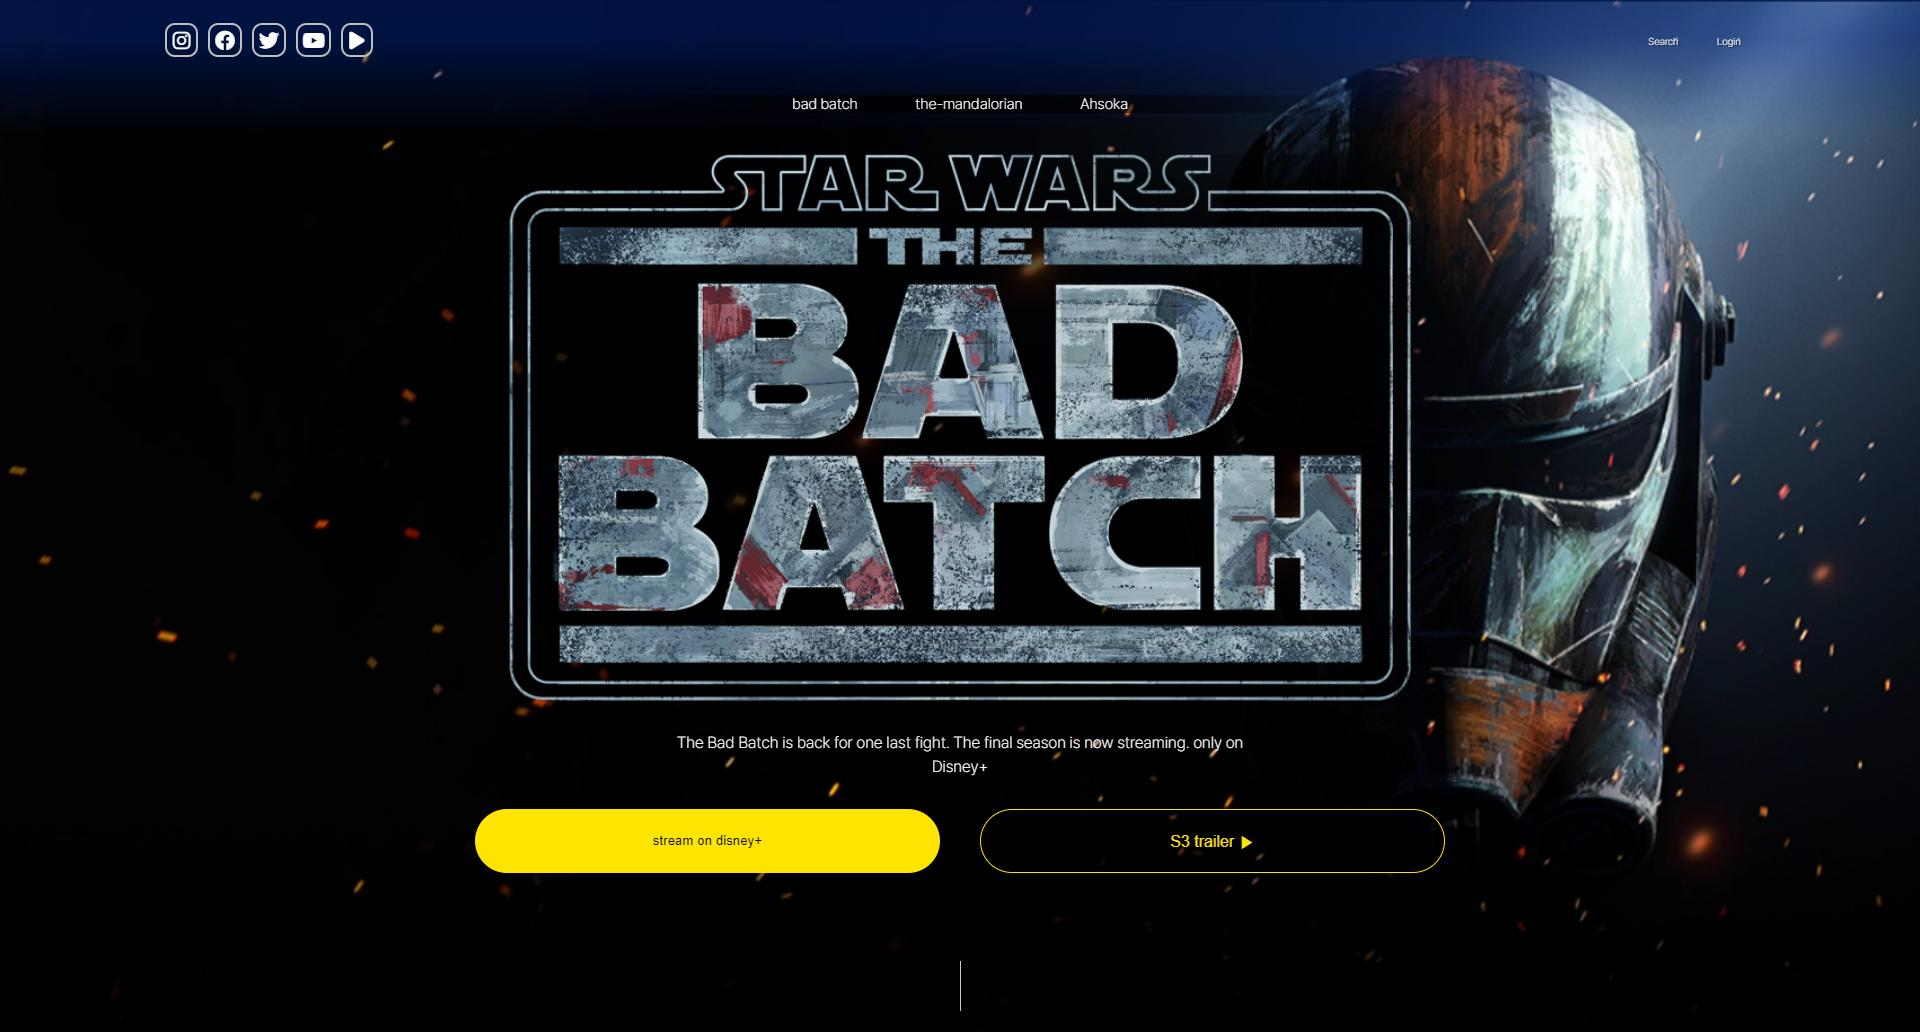 Search Login
bad batch the-mandalorian Ahsoka
STAR WARS
THE
BAD
BATCH
The Bad Batch is back for one last fight. The final season is now streaming. only on
Disney+
stream on disney+
S3 trailer